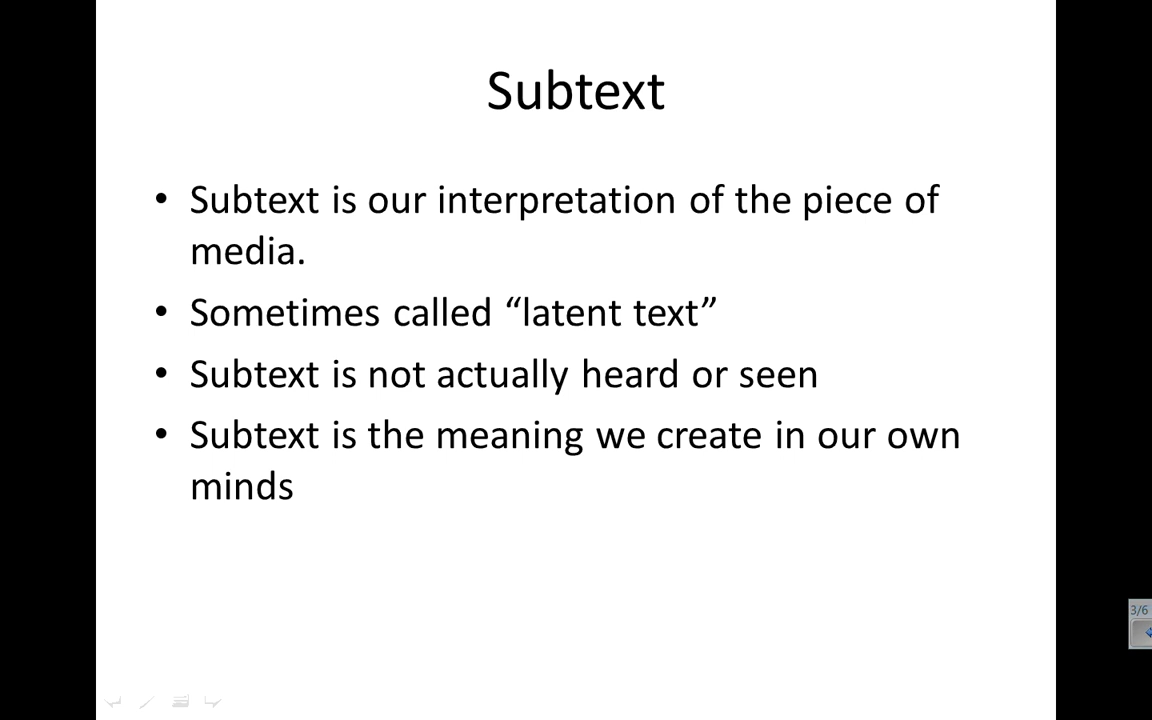 Subtext
• Subtext is our interpretation of the piece of
media.
• Sometimes called “latent text”
• Subtext is not actually heard or seen
• Subtext is the meaning we create in our own
minds
3/6